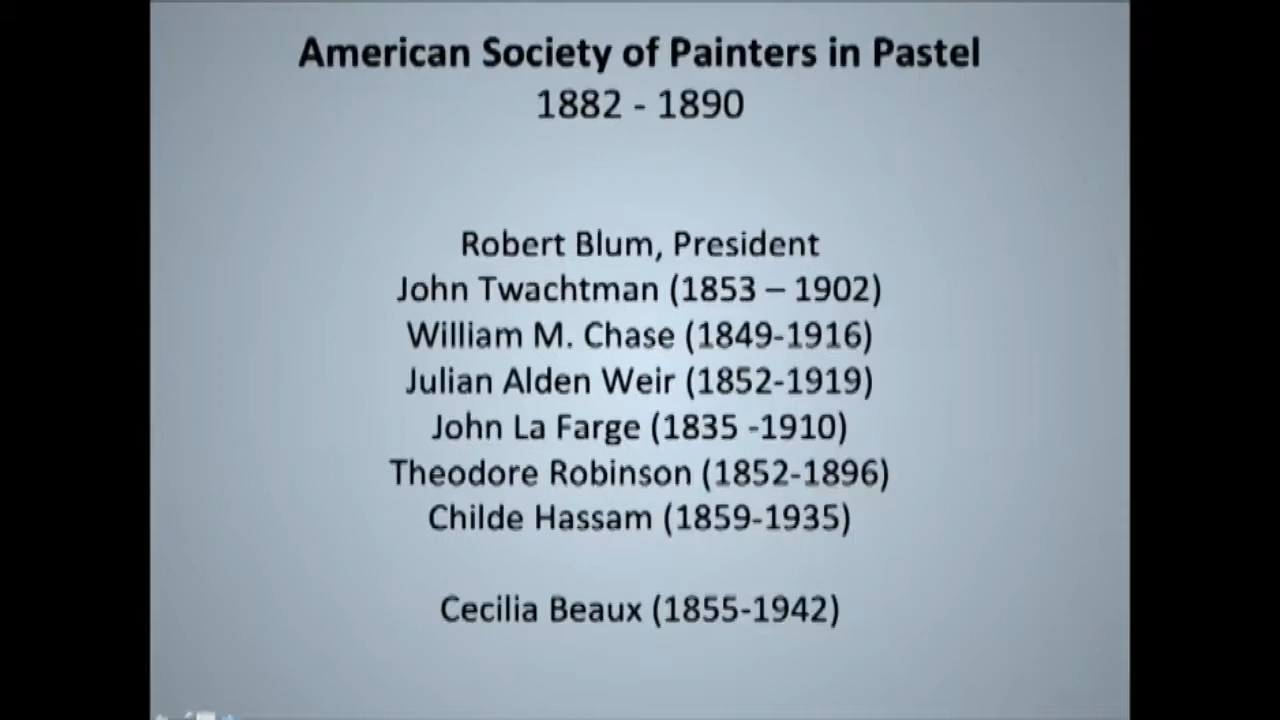 American Society of Painters in Pastel
1882 - 1890
Robert Blum, President
John Twachtman (1853 – 1902)
William M. Chase (1849-1916)
Julian Alden Weir (1852-1919)
John La Farge (1835 -1910)
Theodore Robinson (1852-1896)
Childe Hassam (1859-1935)
Cecilia Beaux (1855-1942)